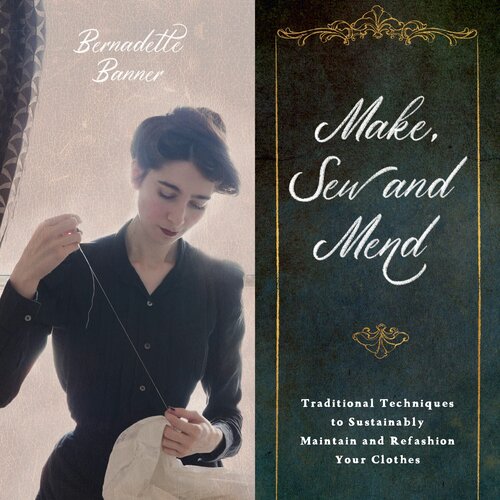 Bernadette
Banner
Make,
Sew and
Mend
Traditional Techniques
to Sustainably
Maintain and Refashion
Your Clothes